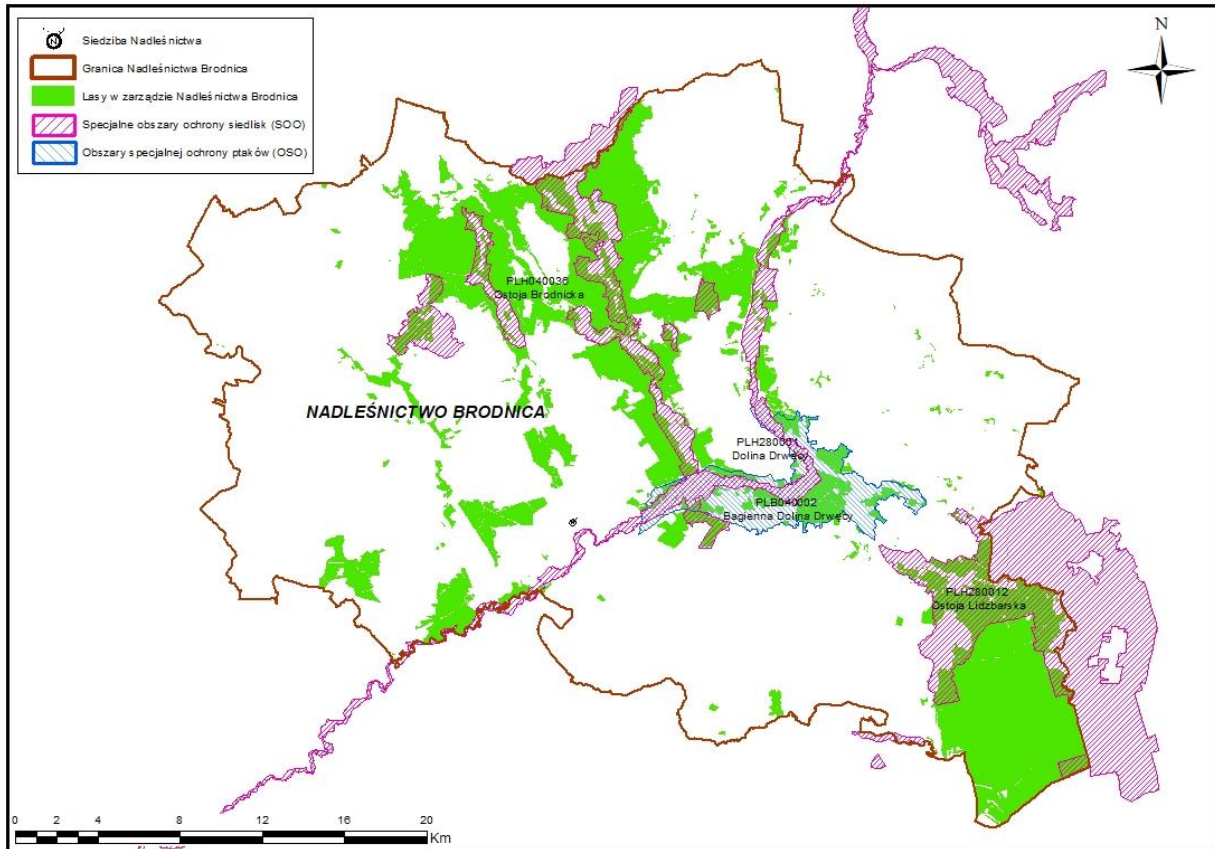 N
Siedziba Nadleśnictwa
Granica Nadleśnictwa Brodnica
Lasy w zarządzie Nadleśnictwa Brodnica
Specjalne obszary ochrony siedlisk (SOO)
Obszary specjalnej ochrony ptaków (OSO)
N
PLH040036
Ostoja Brodnicka
NADLEŚNICTWO BRODNICA
PLH280001
Dolina Drwęcy
PLB040002
Bagienna Dolina Drwęcy
PLH280012
Ostoja Lidzbarska
0 2 4 8 12 16 20
Km